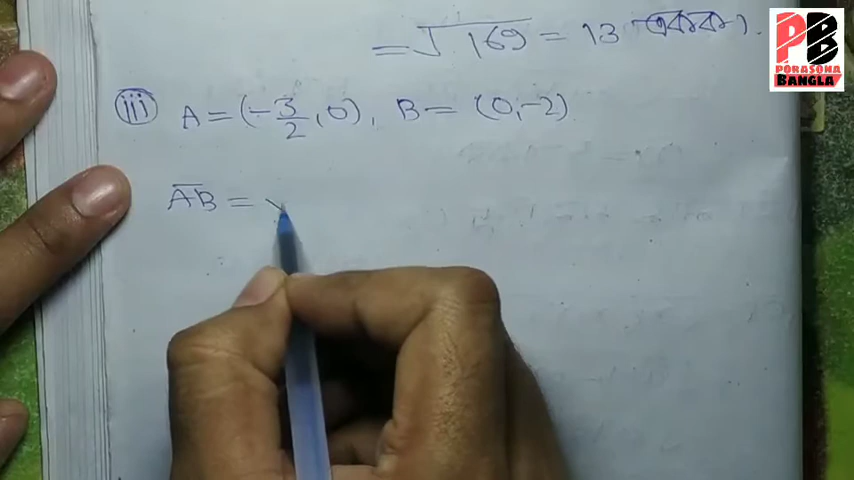 = √169 = 13 একক।
PB
PORASONA
BANGLA
(iii) A = (-3/2, 0), B = (0, -2)
AB =